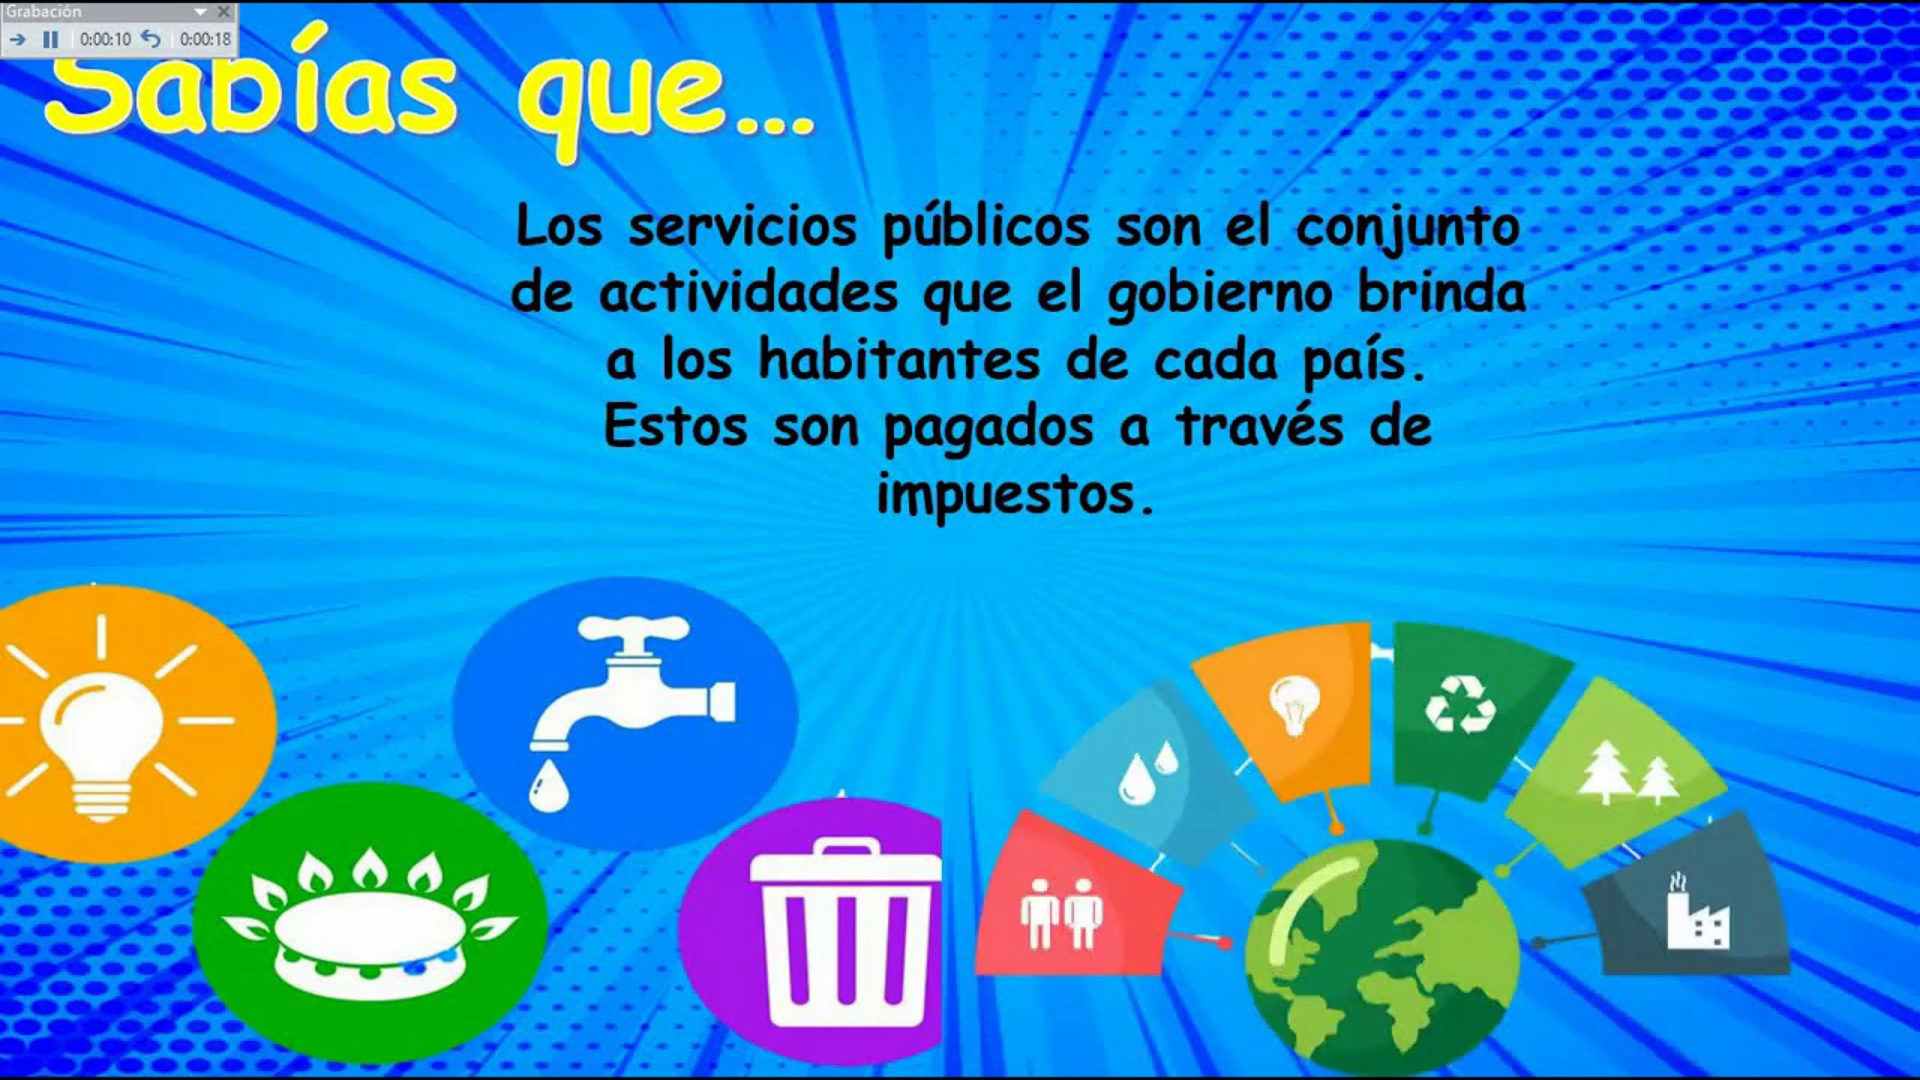 Grabación
0:00:10 0:00:18
Sabías que...
Los servicios públicos son el conjunto
de actividades que el gobierno brinda
a los habitantes de cada país.
Estos son pagados a través de
impuestos.